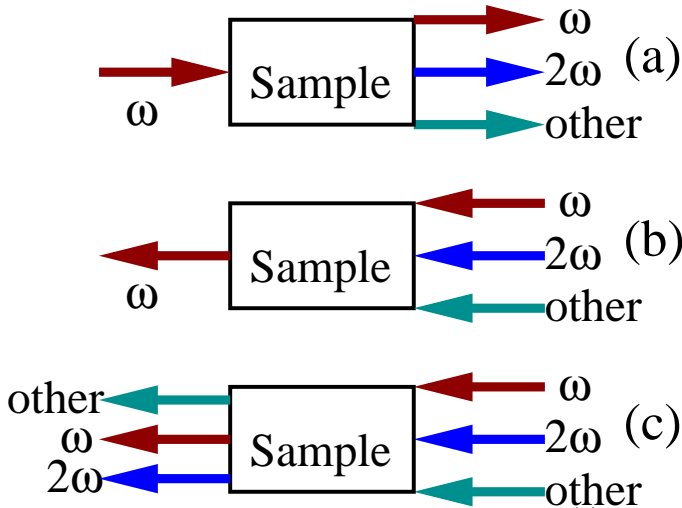 ω
2ω
(a)
Sample
ω
other
ω
2ω
(b)
Sample
ω
other
other
ω
ω
2ω
(c)
Sample
2ω
other